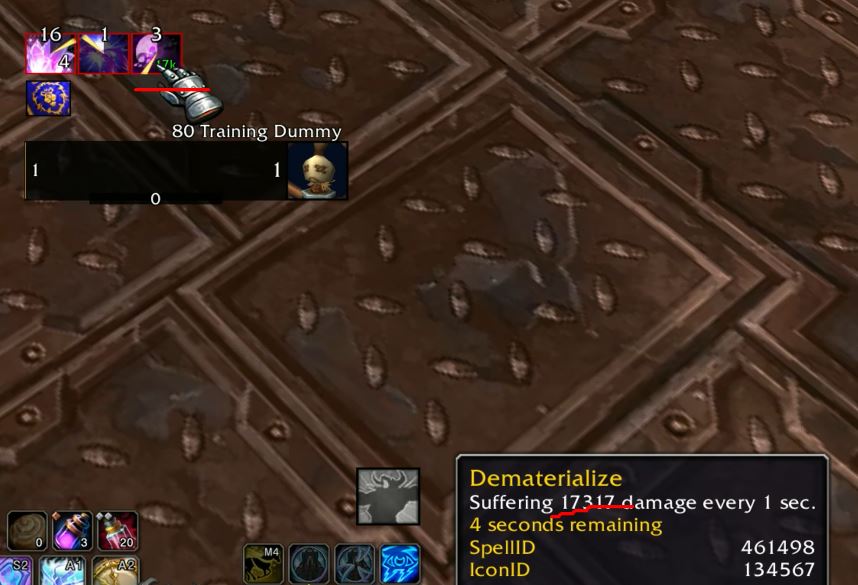 16
1
3
4
17k
80 Training Dummy
1
1
0
Dematerialize
Suffering 17317 damage every 1 sec.
4 seconds remaining
SpellID 461498
IconID 134567
0
3
20
M4
S2
A1
A2